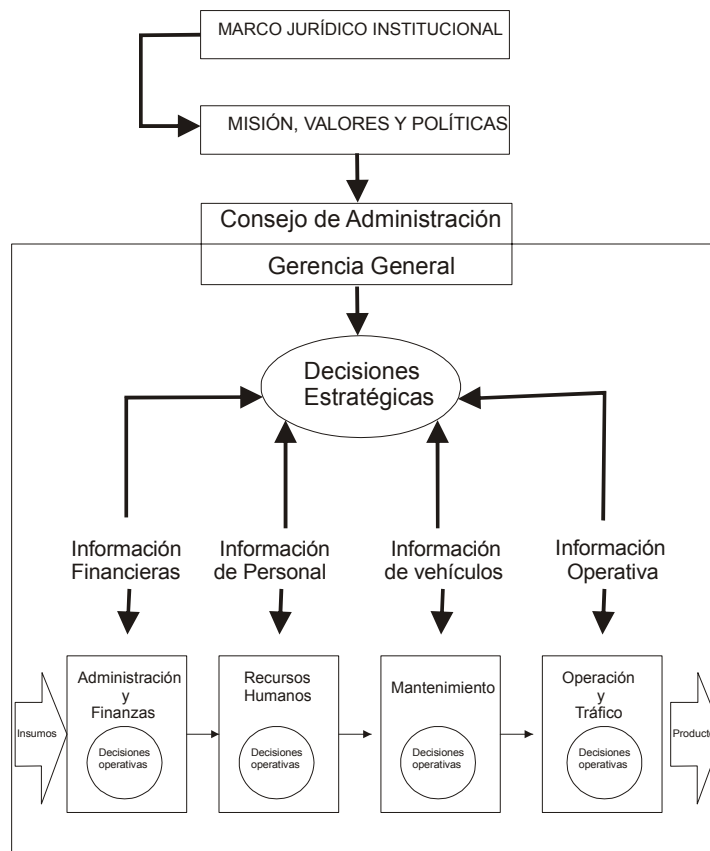 MARCO JURÍDICO INSTITUCIONAL
MISIÓN, VALORES Y POLÍTICAS
Consejo de Administración
Gerencia General
Decisiones
Estratégicas
Información
Financieras
Información
de Personal
Información
de vehículos
Información
Operativa
Insumos
Administración
y
Finanzas
Decisiones
operativas
Recursos
Humanos
Decisiones
operativas
Mantenimiento
Decisiones
operativas
Operación
y
Tráfico
Decisiones
operativas
Producto